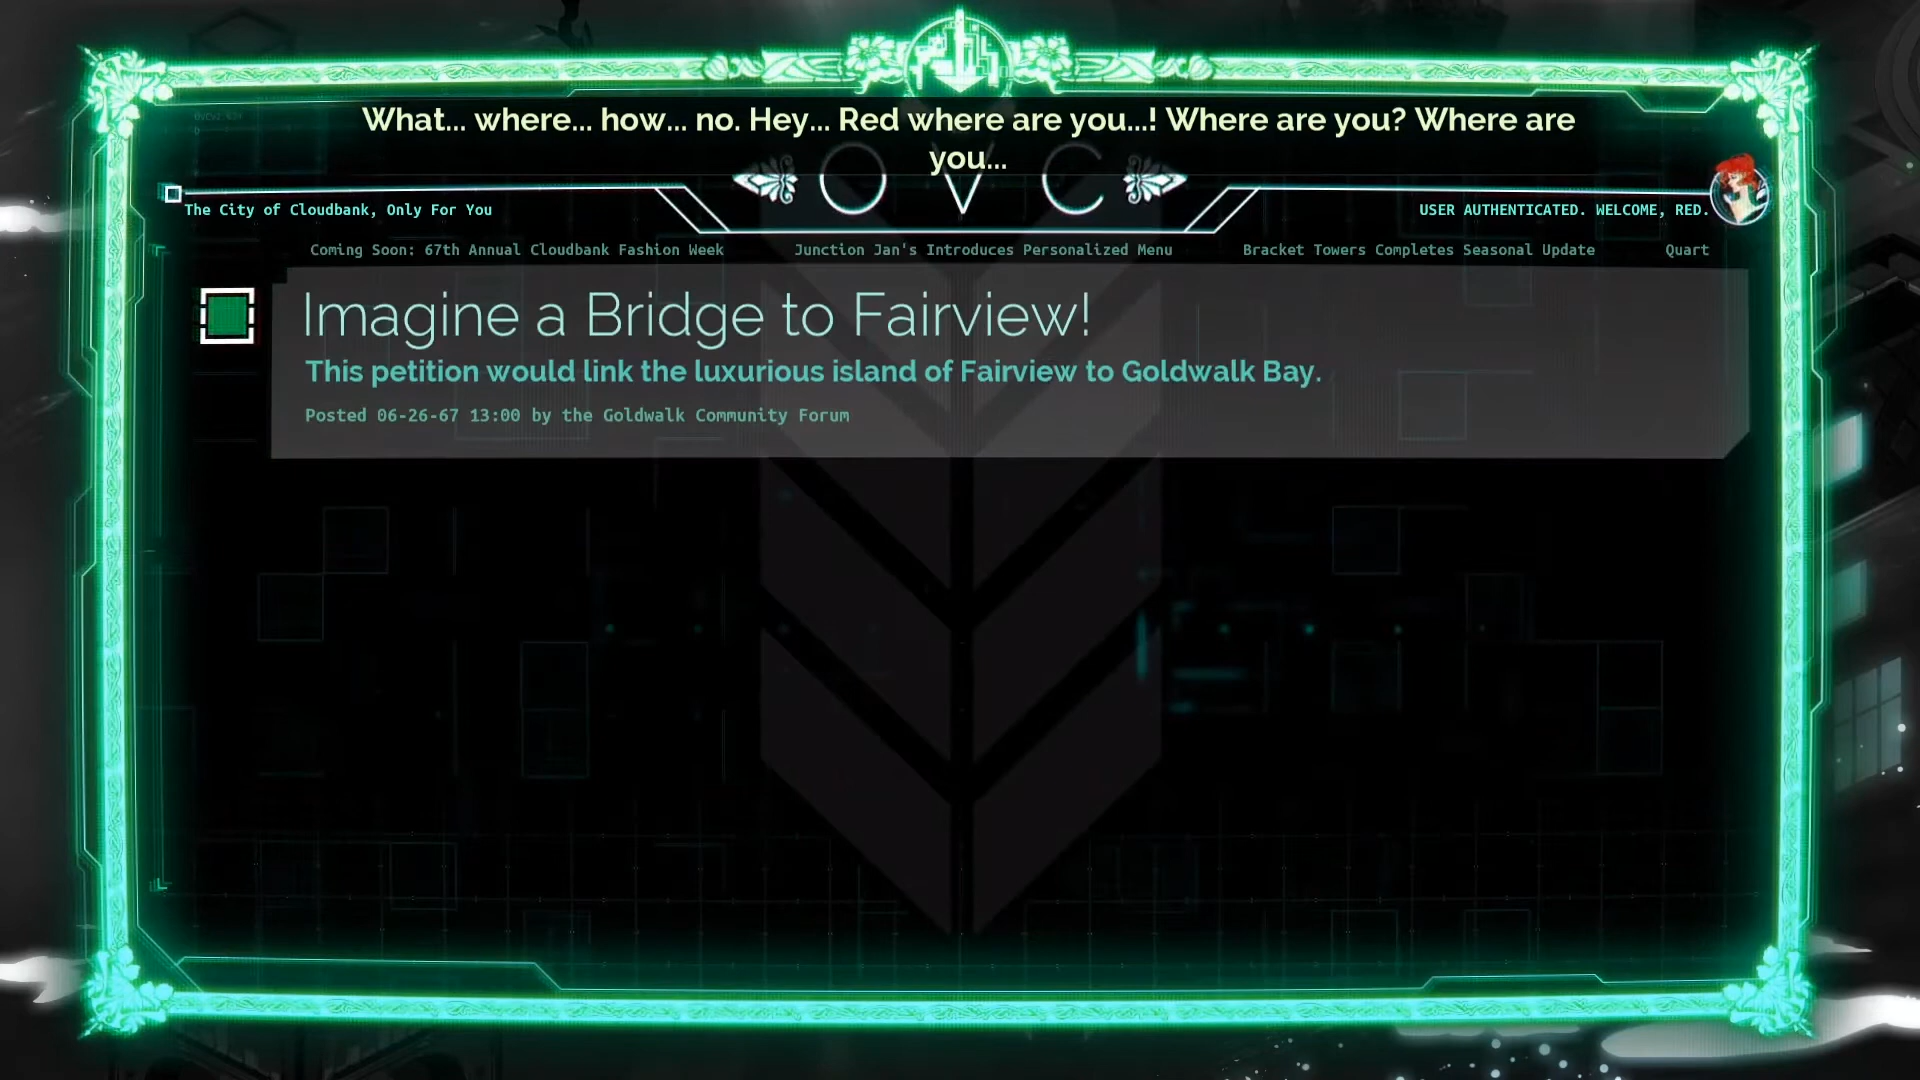 What... where... how... no. Hey... Red where are you...! Where are you? Where are
you...
OVC
The City of Cloudbank, Only For You
USER AUTHENTICATED. WELCOME, RED.
Coming Soon: 67th Annual Cloudbank Fashion Week Junction Jan's Introduces Personalized Menu Bracket Towers Completes Seasonal Update Quart
Imagine a Bridge to Fairview!
This petition would link the luxurious island of Fairview to Goldwalk Bay.
Posted 06-26-67 13:00 by the Goldwalk Community Forum